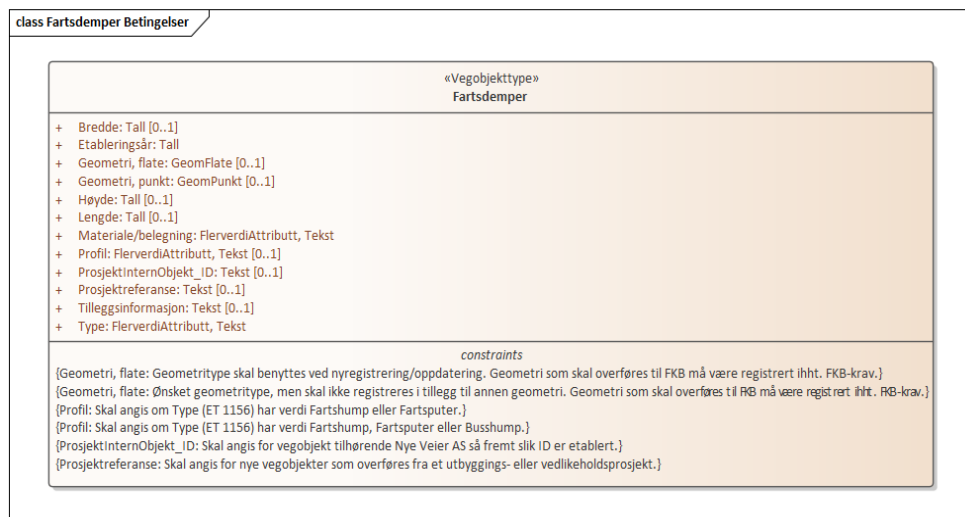 class Fartsdemper Betingelser
«Vegobjekttype»
Fartsdemper
+ Bredde: Tall [0..1]
+ Etableringsår: Tall
+ Geometri, flate: GeomFlate [0..1]
+ Geometri, punkt: GeomPunkt [0..1]
+ Høyde: Tall [0..1]
+ Lengde: Tall [0..1]
+ Materiale/belegning: FlerverdiAttributt, Tekst
+ Profil: FlerverdiAttributt, Tekst [0..1]
+ ProsjektInternObjekt_ID: Tekst [0..1]
+ Prosjektreferanse: Tekst [0..1]
+ Tilleggsinformasjon: Tekst [0..1]
+ Type: FlerverdiAttributt, Tekst
constraints
{Geometri, flate: Geometritype skal benyttes ved nyregistrering/oppdatering. Geometri som skal overføres til FKB må være registrert ihht. FKB-krav.}
{Geometri, flate: Ønsket geometritype, men skal ikke registreres i tillegg til annen geometri. Geometri som skal overføres til FKB må være registrert ihht. FKB-krav.}
{Profil: Skal angis om Type (ET 1156) har verdi Fartshump eller Fartsputer.}
{Profil: Skal angis om Type (ET 1156) har verdi Fartshump, Fartsputer eller Busshump.}
{ProsjektInternObjekt_ID: Skal angis for vegobjekt tilhørende Nye Veier AS så fremt slik ID er etablert.}
{Prosjektreferanse: Skal angis for nye vegobjekter som overføres fra et utbyggings- eller vedlikeholdsprosjekt.}